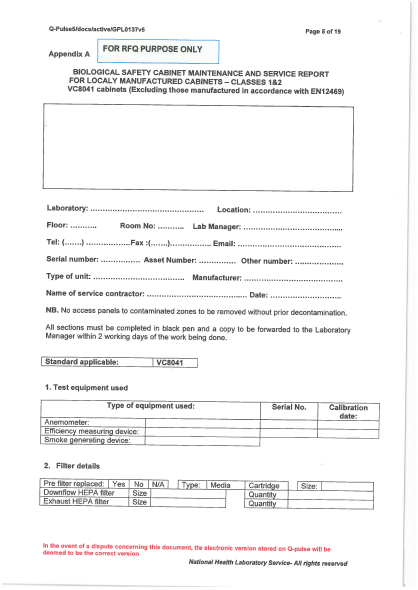 Q-Pulse5/docs/active/GPL0137v5
Page 5 of 19
Appendix A
FOR RFQ PURPOSE ONLY
BIOLOGICAL SAFETY CABINET MAINTENANCE AND SERVICE REPORT
FOR LOCALY MANUFACTURED CABINETS – CLASSES 1&2
VC8041 cabinets (Excluding those manufactured in accordance with EN12469)
Laboratory: ........................................ Location: ................................
Floor: .......... Room No: .......... Lab Manager: ...................................
Tel: (.......) ................Fax :(.......)............... Email: .....................................
Serial number: .............. Asset Number: ............. Other number: ..................
Type of unit: ................................ Manufacturer: ..................................
Name of service contractor: .................................... Date: .........................
NB. No access panels to contaminated zones to be removed without prior decontamination.
All sections must be completed in black pen and a copy to be forwarded to the Laboratory
Manager within 2 working days of the work being done.
Standard applicable: VC8041
1. Test equipment used
Type of equipment used: Serial No. Calibration
date:
Anemometer:
Efficiency measuring device:
Smoke generating device:
2. Filter details
Pre filter replaced: Yes No N/A Type: Media Cartridge Size:
Downflow HEPA filter Size Quantity
Exhaust HEPA filter Size Quantity
In the event of a dispute concerning this document, the electronic version stored on Q-pulse will be
deemed to be the correct version
National Health Laboratory Service- All rights reserved